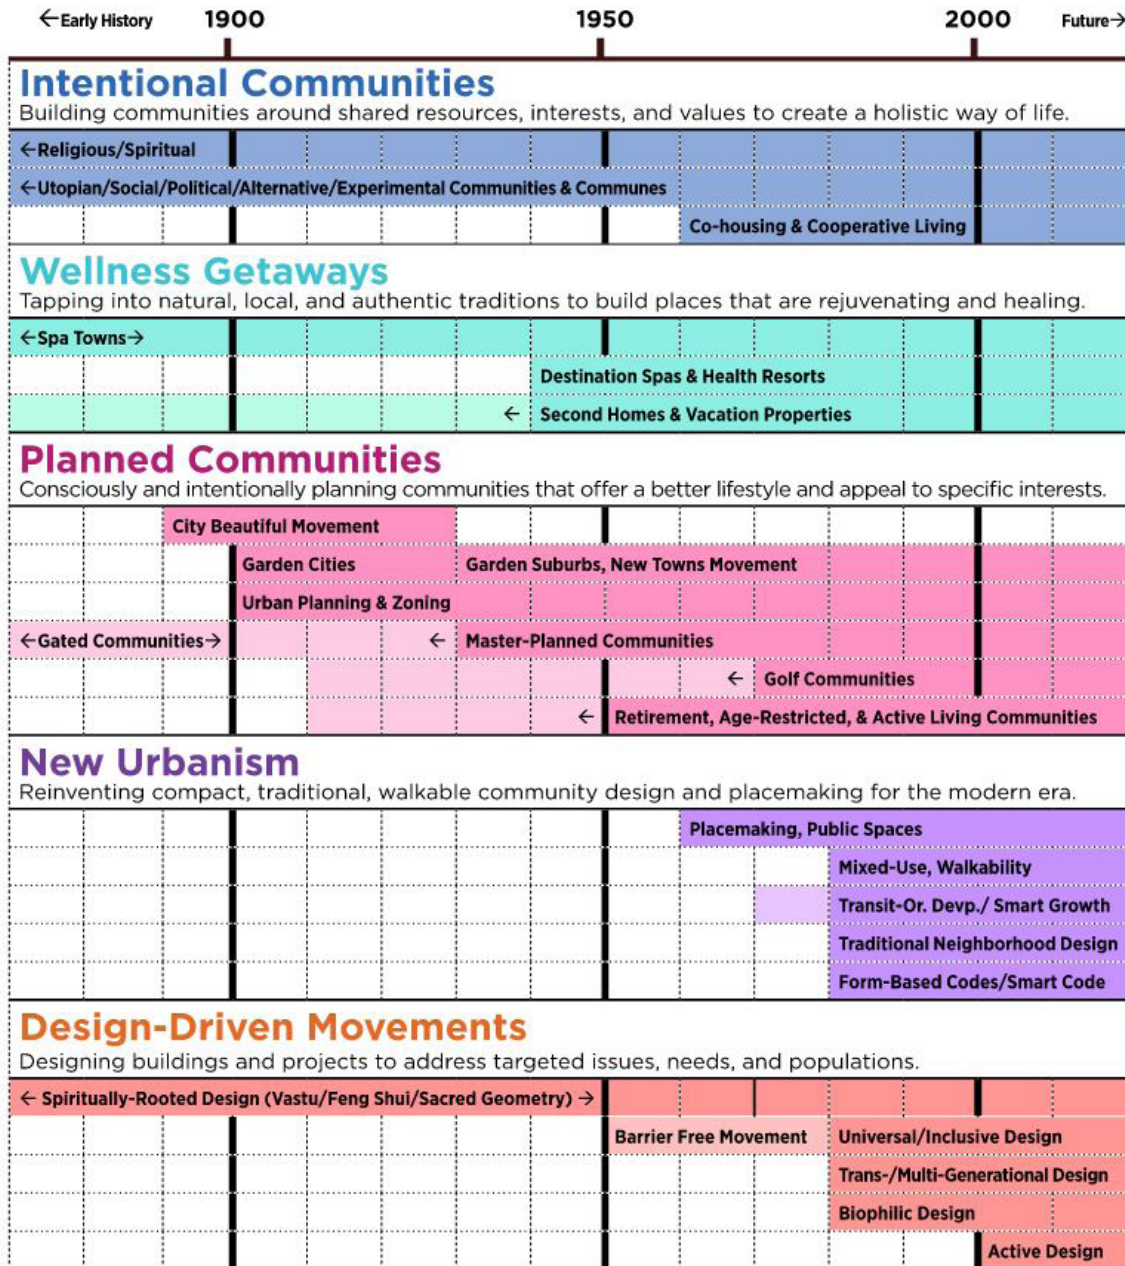 ←Early History 1900 1950 2000 Future→
Intentional Communities
Building communities around shared resources, interests, and values to create a holistic way of life.
←Religious/Spiritual
←Utopian/Social/Political/Alternative/Experimental Communities & Communes
Co-housing & Cooperative Living
Wellness Getaways
Tapping into natural, local, and authentic traditions to build places that are rejuvenating and healing.
←Spa Towns→
Destination Spas & Health Resorts
← Second Homes & Vacation Properties
Planned Communities
Consciously and intentionally planning communities that offer a better lifestyle and appeal to specific interests.
City Beautiful Movement
Garden Cities Garden Suburbs, New Towns Movement
Urban Planning & Zoning
←Gated Communities→ ← Master-Planned Communities
← Golf Communities
← Retirement, Age-Restricted, & Active Living Communities
New Urbanism
Reinventing compact, traditional, walkable community design and placemaking for the modern era.
Placemaking, Public Spaces
Mixed-Use, Walkability
Transit-Or. Devp./ Smart Growth
Traditional Neighborhood Design
Form-Based Codes/Smart Code
Design-Driven Movements
Designing buildings and projects to address targeted issues, needs, and populations.
← Spiritually-Rooted Design (Vastu/Feng Shui/Sacred Geometry) →
Barrier Free Movement Universal/Inclusive Design
Trans-/Multi-Generational Design
Biophilic Design
Active Design